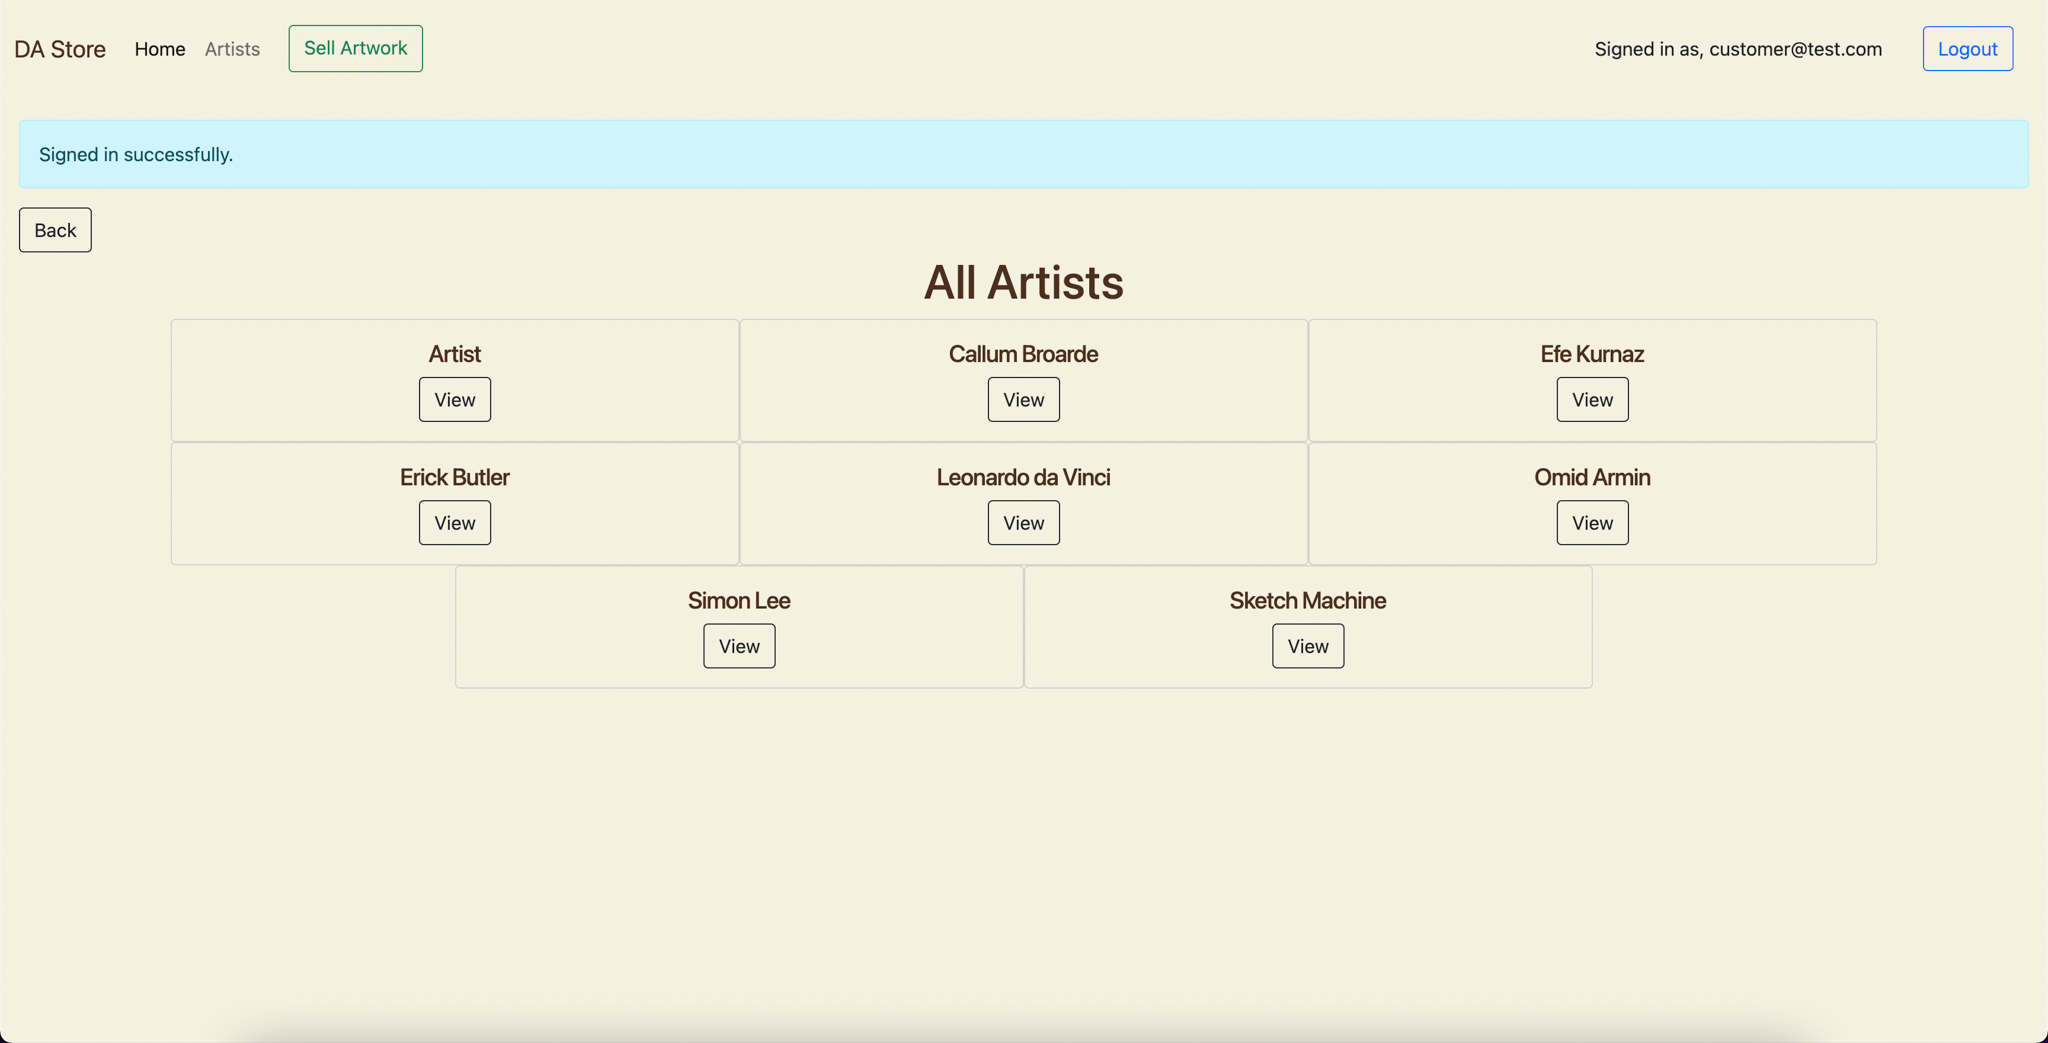 DA Store Home Artists Sell Artwork Signed in as, customer@test.com Logout
Signed in successfully.
Back
All Artists
Artist Callum Broarde Efe Kurnaz
View View View
Erick Butler Leonardo da Vinci Omid Armin
View View View
Simon Lee Sketch Machine
View View